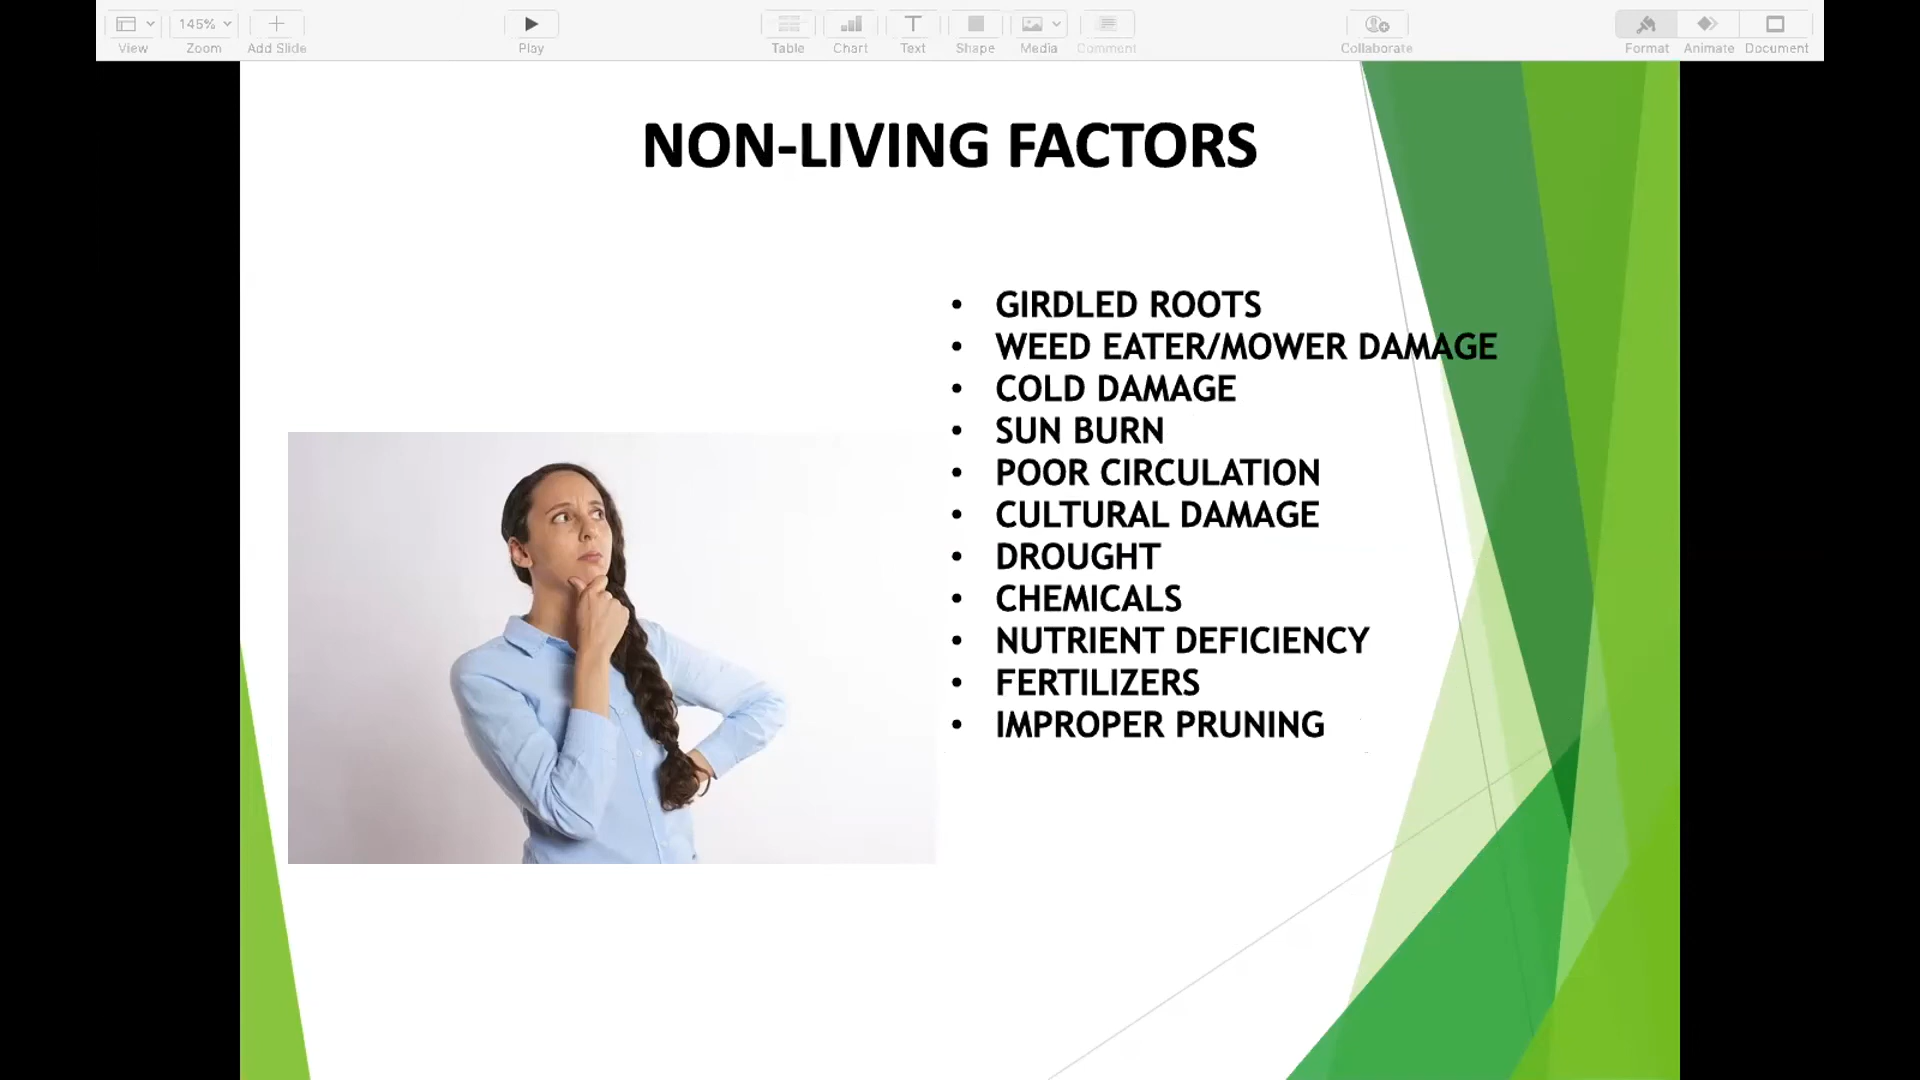 145%
View
Zoom
Add Slide
Play
Table
Chart
Text
Shape
Media
Comment
Collaborate
Format
Animate
Document
NON-LIVING FACTORS
• GIRDLED ROOTS
• WEED EATER/MOWER DAMAGE
• COLD DAMAGE
• SUN BURN
• POOR CIRCULATION
• CULTURAL DAMAGE
• DROUGHT
• CHEMICALS
• NUTRIENT DEFICIENCY
• FERTILIZERS
• IMPROPER PRUNING